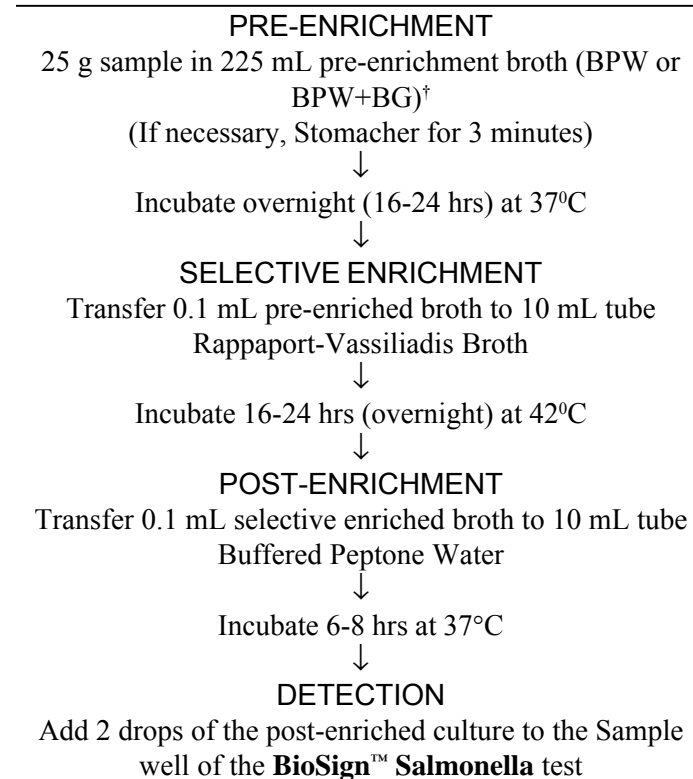 PRE-ENRICHMENT
25 g sample in 225 mL pre-enrichment broth (BPW or
BPW+BG)†
(If necessary, Stomacher for 3 minutes)
↓
Incubate overnight (16-24 hrs) at 37⁰C
↓
SELECTIVE ENRICHMENT
Transfer 0.1 mL pre-enriched broth to 10 mL tube
Rappaport-Vassiliadis Broth
↓
Incubate 16-24 hrs (overnight) at 42⁰C
↓
POST-ENRICHMENT
Transfer 0.1 mL selective enriched broth to 10 mL tube
Buffered Peptone Water
↓
Incubate 6-8 hrs at 37°C
↓
DETECTION
Add 2 drops of the post-enriched culture to the Sample
well of the BioSign™ Salmonella test